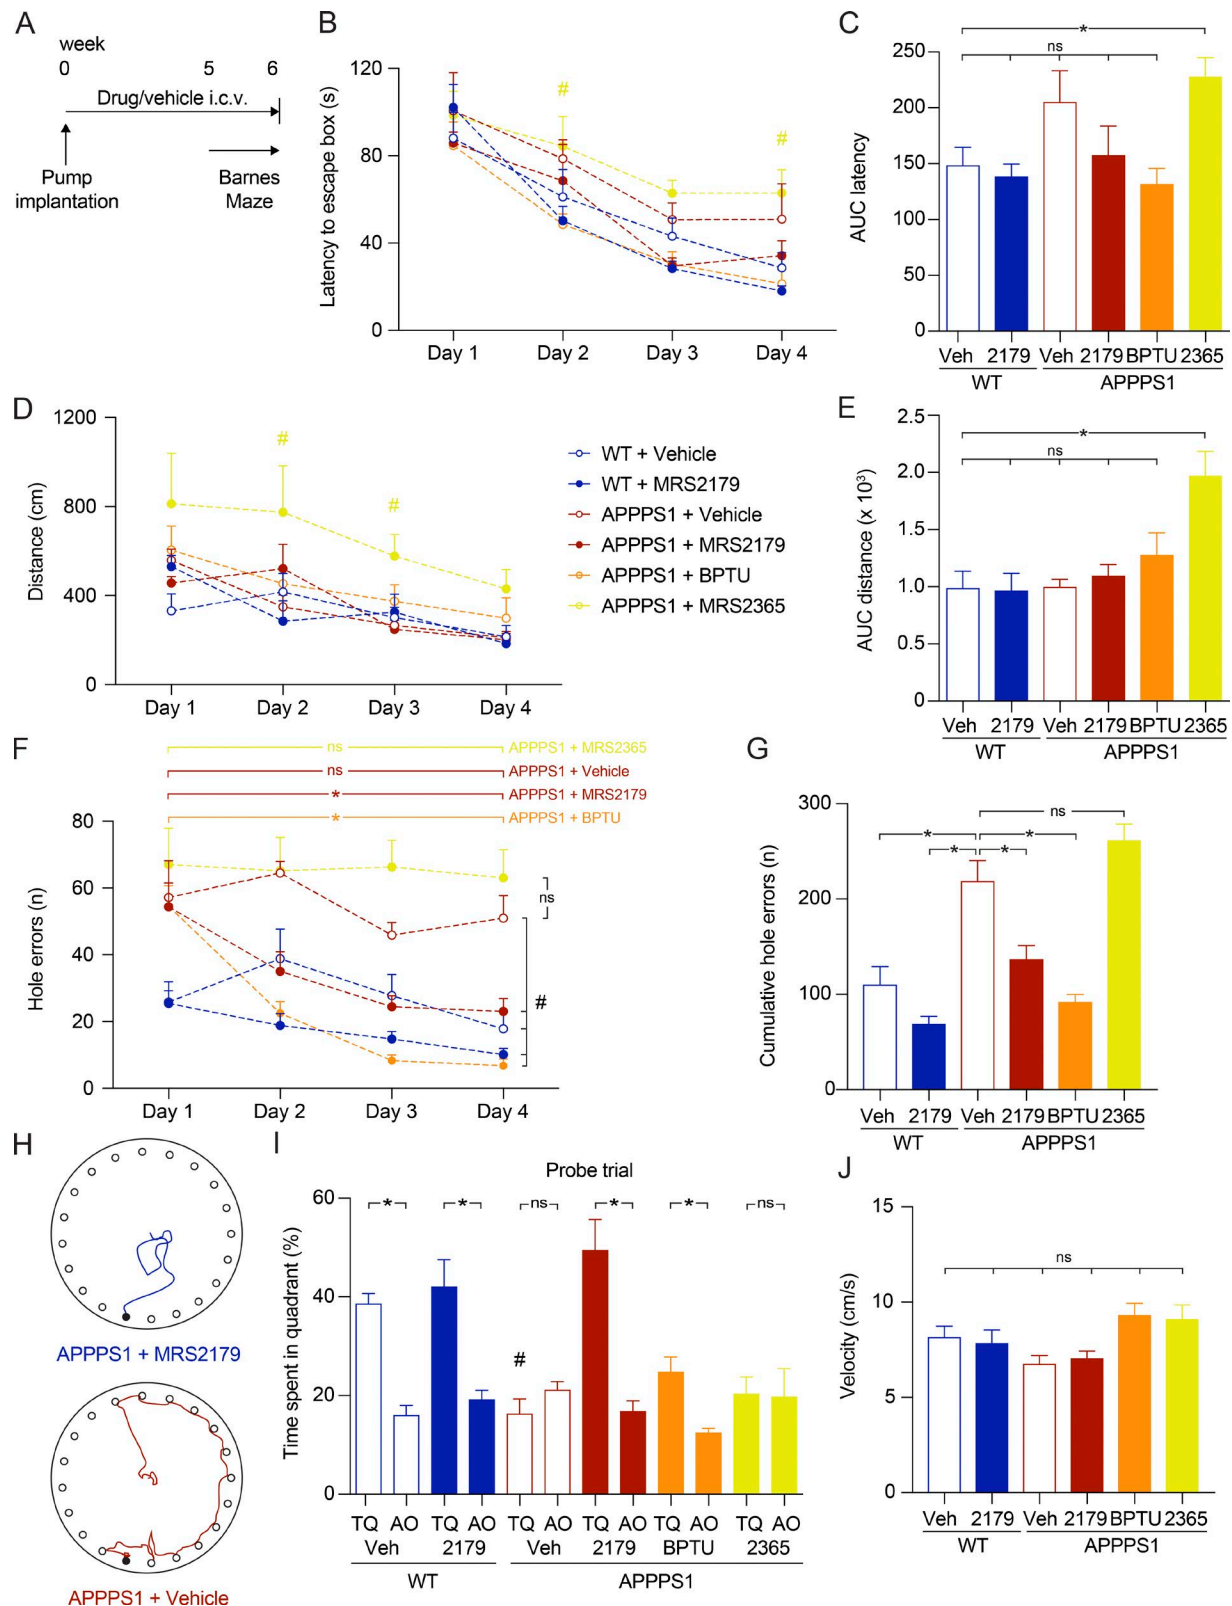 A
week
0 5 6
Drug/vehicle i.c.v.
Pump
implantation
Barnes
Maze
B
Latency to escape box (s)
120
80
40
0
#
#
Day 1 Day 2 Day 3 Day 4
C
AUC latency
250
200
150
100
50
0
*
ns
Veh 2179 Veh 2179 BPTU 2365
WT APPPS1
D
Distance (cm)
1200
800
400
0
#
#
Day 1 Day 2 Day 3 Day 4
WT + Vehicle
WT + MRS2179
APPPS1 + Vehicle
APPPS1 + MRS2179
APPPS1 + BPTU
APPPS1 + MRS2365
E
AUC distance (x 10³)
2.5
2.0
1.5
1.0
0.5
0
*
ns
Veh 2179 Veh 2179 BPTU 2365
WT APPPS1
F
ns APPPS1 + MRS2365
ns APPPS1 + Vehicle
* APPPS1 + MRS2179
* APPPS1 + BPTU
Hole errors (n)
80
60
40
20
0
ns
#
Day 1 Day 2 Day 3 Day 4
G
Cumulative hole errors (n)
300
200
100
0
ns
* *
* *
Veh 2179 Veh 2179 BPTU 2365
WT APPPS1
H
APPPS1 + MRS2179
APPPS1 + Vehicle
I
Probe trial
Time spent in quadrant (%)
60
40
20
0
* * ns * * ns
#
TQ AO TQ AO TQ AO TQ AO TQ AO TQ AO
Veh 2179 Veh 2179 BPTU 2365
WT APPPS1
J
Velocity (cm/s)
15
10
5
0
ns
Veh 2179 Veh 2179 BPTU 2365
WT APPPS1